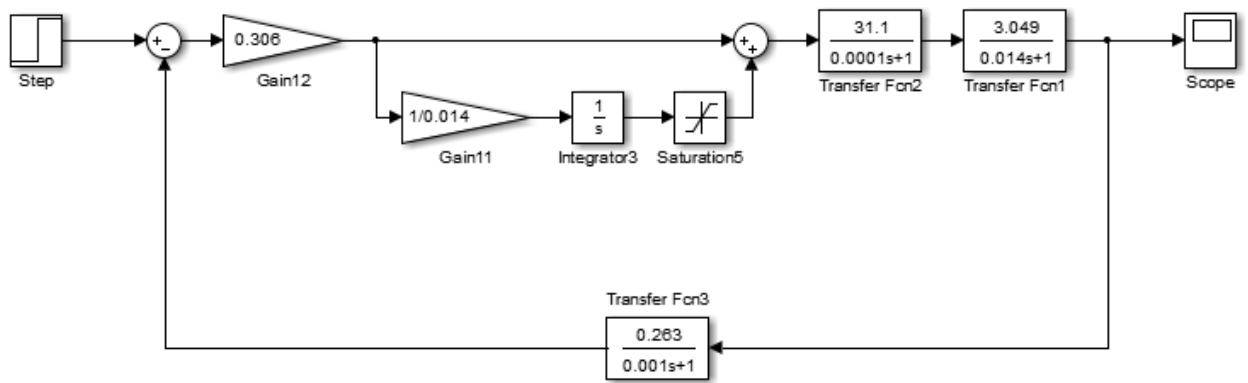 Step
+
−
0.306
Gain12
1/0.014
Gain11
1
s
Integrator3
Saturation5
+
+
31.1
0.0001s+1
Transfer Fcn2
3.049
0.014s+1
Transfer Fcn1
Scope
Transfer Fcn3
0.263
0.001s+1